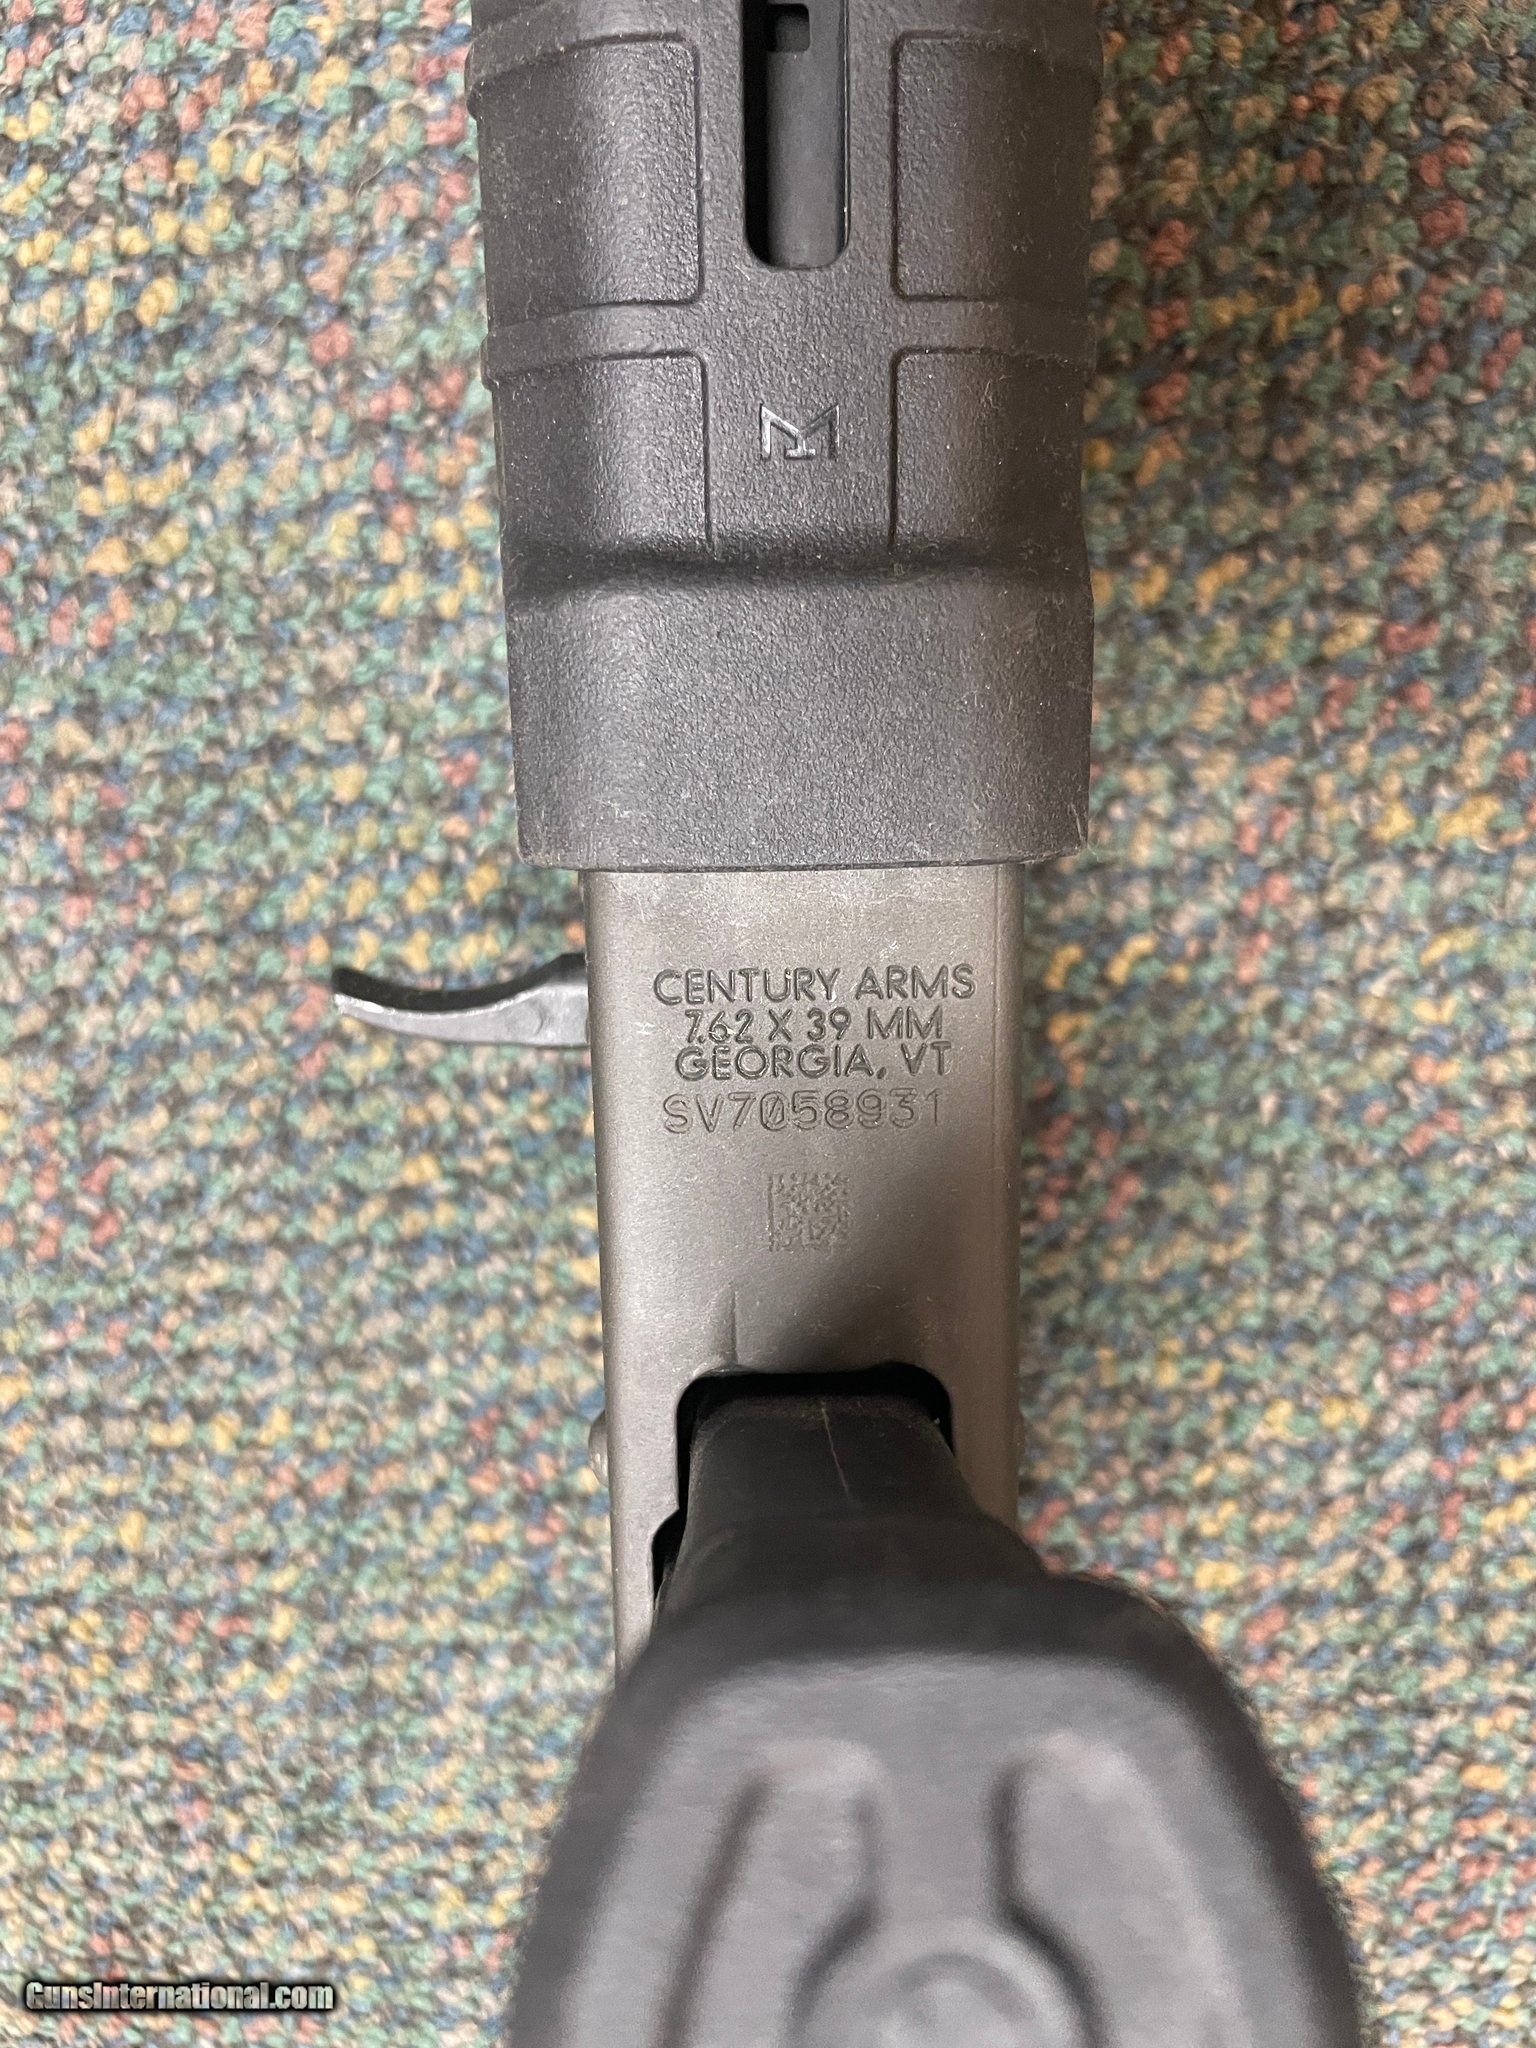 CENTURY ARMS
7.62 X 39 MM
GEORGIA, VT
SV7058931
GunsInternational.com